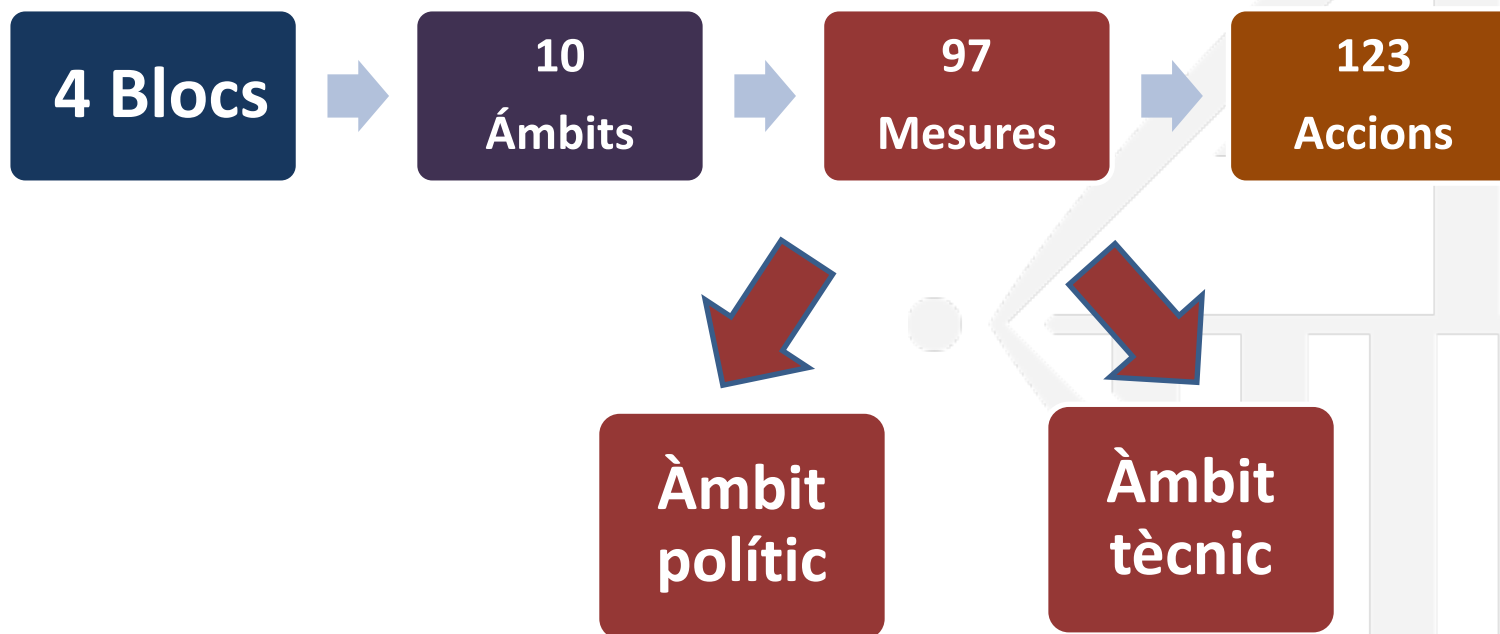 4 Blocs
10
Ámbits
97
Mesures
123
Accions
Àmbit
polític
Àmbit
tècnic